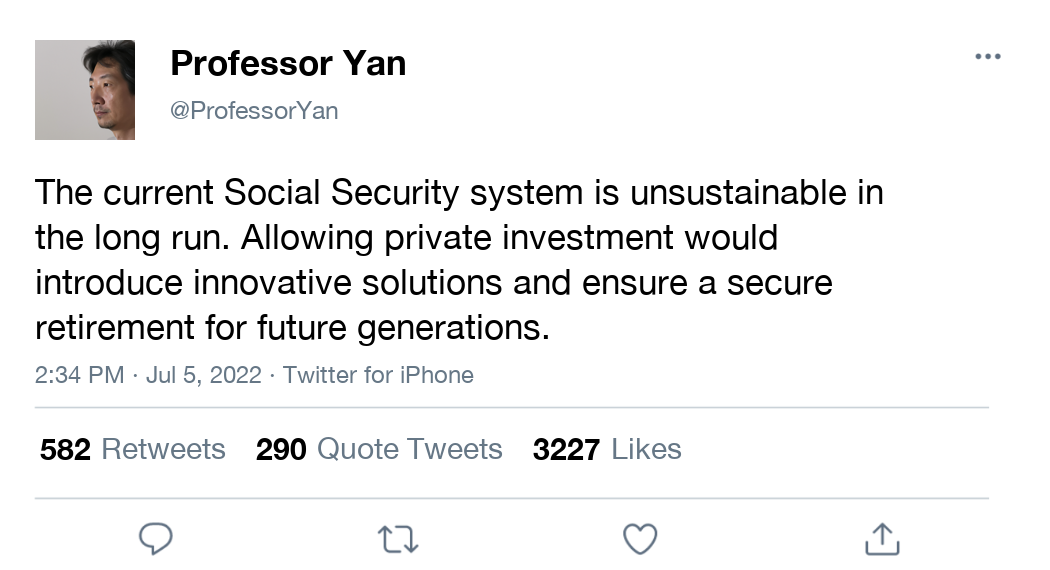 Professor Yan
@ProfessorYan
The current Social Security system is unsustainable in
the long run. Allowing private investment would
introduce innovative solutions and ensure a secure
retirement for future generations.
2:34 PM · Jul 5, 2022 · Twitter for iPhone
582 Retweets 290 Quote Tweets 3227 Likes